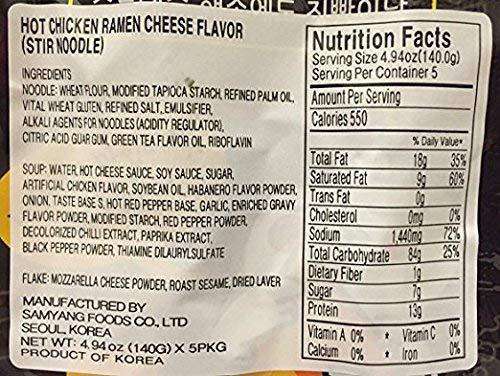 HOT CHICKEN RAMEN CHEESE FLAVOR
(STIR NOODLE)
INGREDIENTS
NOODLE: WHEAT FLOUR, MODIFIED TAPIOCA STARCH, REFINED PALM OIL,
VITAL WHEAT GLUTEN, REFINED SALT, EMULSIFIER,
ALKALI AGENTS FOR NOODLES (ACIDITY REGULATOR),
CITRIC ACID GUAR GUM, GREEN TEA FLAVOR OIL, RIBOFLAVIN
SOUP: WATER, HOT CHEESE SAUCE, SOY SAUCE, SUGAR,
ARTIFICIAL CHICKEN FLAVOR, SOYBEAN OIL, HABANERO FLAVOR POWDER,
ONION, TASTE BASE S, HOT RED PEPPER BASE, GARLIC, ENRICHED GRAVY
FLAVOR POWDER, MODIFIED STARCH, RED PEPPER POWDER,
DECOLORIZED CHILLI EXTRACT, PAPRIKA EXTRACT,
BLACK PEPPER POWDER, THIAMINE DILAURYLSULFATE
FLAKE: MOZZARELLA CHEESE POWDER, ROAST SESAME, DRIED LAVER
MANUFACTURED BY
SAMYANG FOODS CO., LTD
SEOUL, KOREA
NET WT: 4.94 oz (140G) X 5PKG
PRODUCT OF KOREA
Nutrition Facts
Serving Size 4.94oz(140.0g)
Serving Per Container 5
Amount Per Serving
Calories 550
% Daily Value*
Total Fat 18g 35%
Saturated Fat 9g 60%
Trans Fat 0g
Cholesterol 0mg 0%
Sodium 1,440mg 72%
Total Carbohydrate 84g 25%
Dietary Fiber 1g
Sugar 7g
Protein 13g
Vitamin A 0% * Vitamin C 0%
Calcium 0% * Iron 0%